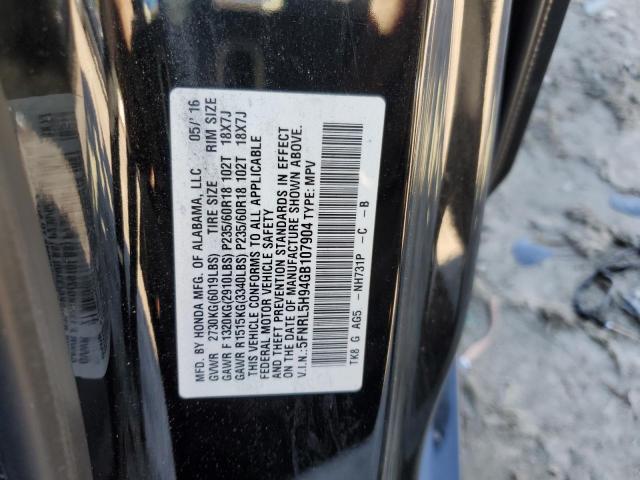 MFD. BY HONDA MFG. OF ALABAMA, LLC 05/'16
GVWR 2730KG(6019LBS) TIRE SIZE RIM SIZE
GAWR F 1320KG(2910LBS) P235/60R18 102T 18X7J
GAWR R 1515KG(3340LBS) P235/60R18 102T 18X7J
THIS VEHICLE CONFORMS TO ALL APPLICABLE
FEDERAL MOTOR VEHICLE SAFETY
AND THEFT PREVENTION STANDARDS IN EFFECT
ON THE DATE OF MANUFACTURE SHOWN ABOVE.
V.I.N.: 5FNRL5H94GB107904 TYPE: MPV
TK8 G AG5 -NH731P -C -B